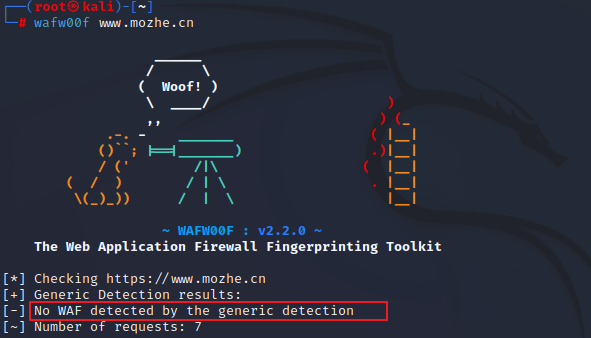 (root㉿kali)-[~]
# wafw00f www.mozhe.cn
( Woof! )
~ WAFW00F : v2.2.0 ~
The Web Application Firewall Fingerprinting Toolkit
[*] Checking https://www.mozhe.cn
[+] Generic Detection results:
[-] No WAF detected by the generic detection
[~] Number of requests: 7